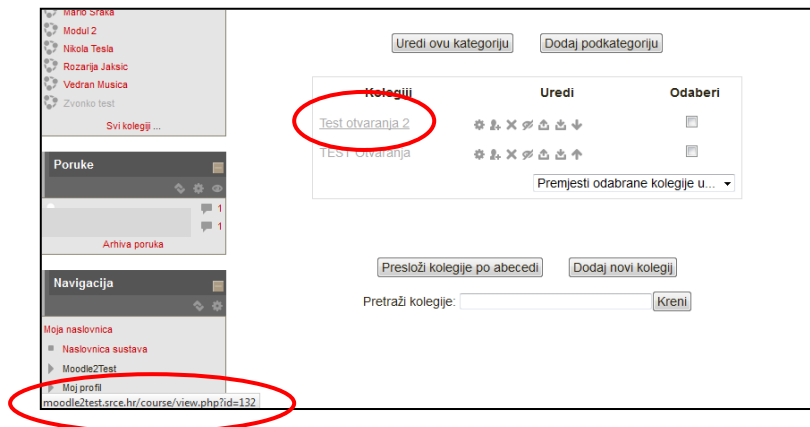 Mario Sraka
Modul 2
Nikola Tesla
Rozarija Jaksic
Vedran Musica
Zvonko test
Svi kolegiji ...
Poruke
1
1
Arhiva poruka
Navigacija
Moja naslovnica
Naslovnica sustava
Moodle2Test
Moj profil
moodle2test.srce.hr/course/view.php?id=132
Uredi ovu kategoriju Dodaj podkategoriju
Kolegiji Uredi Odaberi
Test otvaranja 2
TEST Otvaranja
Premjesti odabrane kolegije u...
Presloži kolegije po abecedi Dodaj novi kolegij
Pretraži kolegije: Kreni